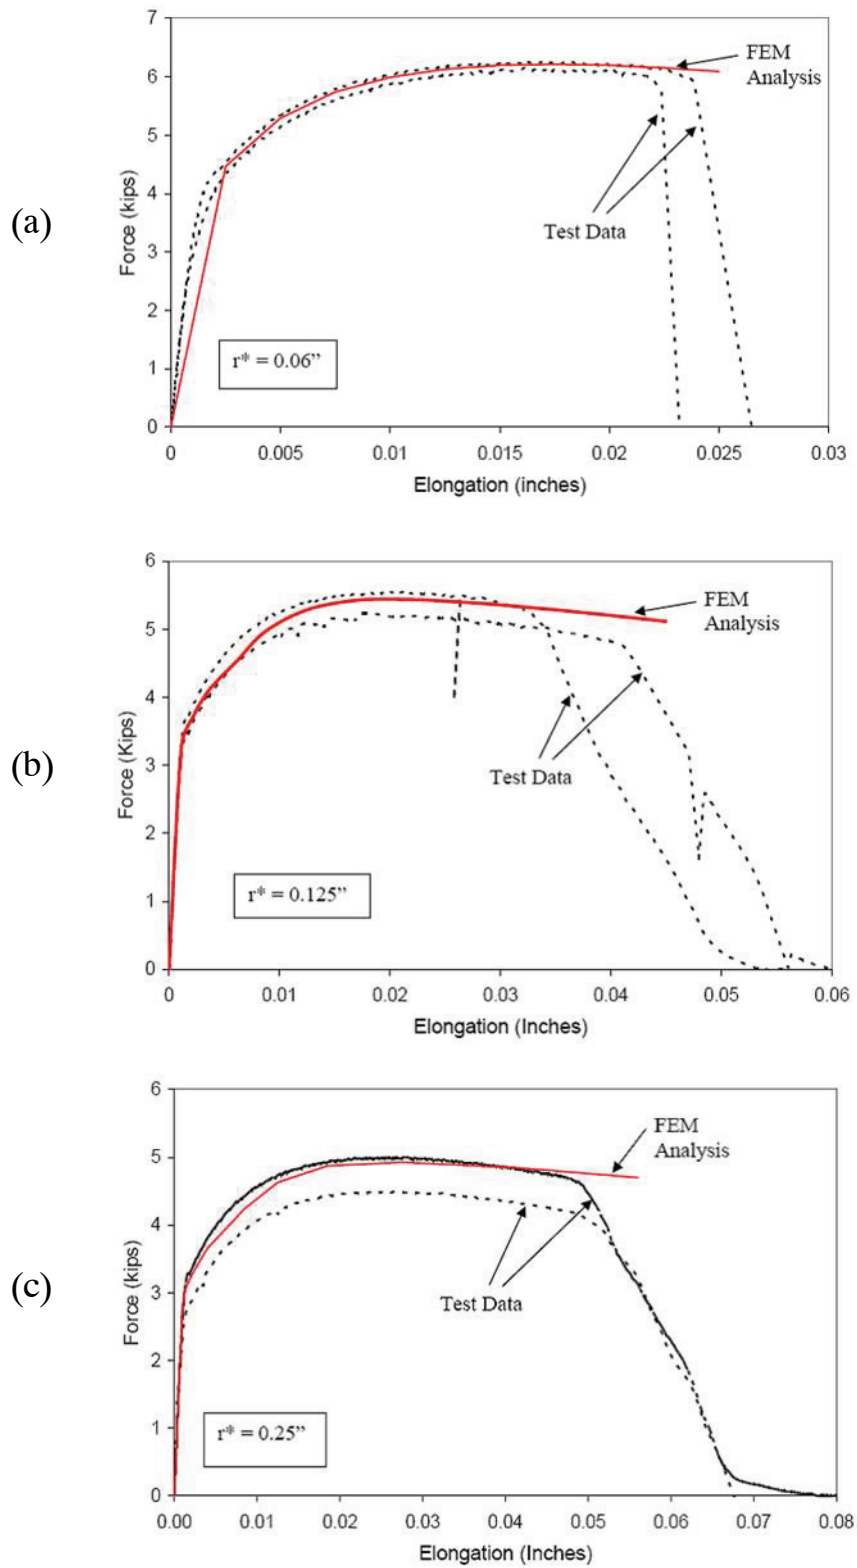 (a)
Force (kips)
7
6
5
4
3
2
1
0
FEM
Analysis
Test Data
r* = 0.06”
0 0.005 0.01 0.015 0.02 0.025 0.03
Elongation (inches)
(b)
Force (Kips)
6
5
4
3
2
1
0
FEM
Analysis
Test Data
r* = 0.125”
0 0.01 0.02 0.03 0.04 0.05 0.06
Elongation (Inches)
(c)
Force (kips)
6
5
4
3
2
1
0
FEM
Analysis
Test Data
r* = 0.25”
0.00 0.01 0.02 0.03 0.04 0.05 0.06 0.07 0.08
Elongation (Inches)